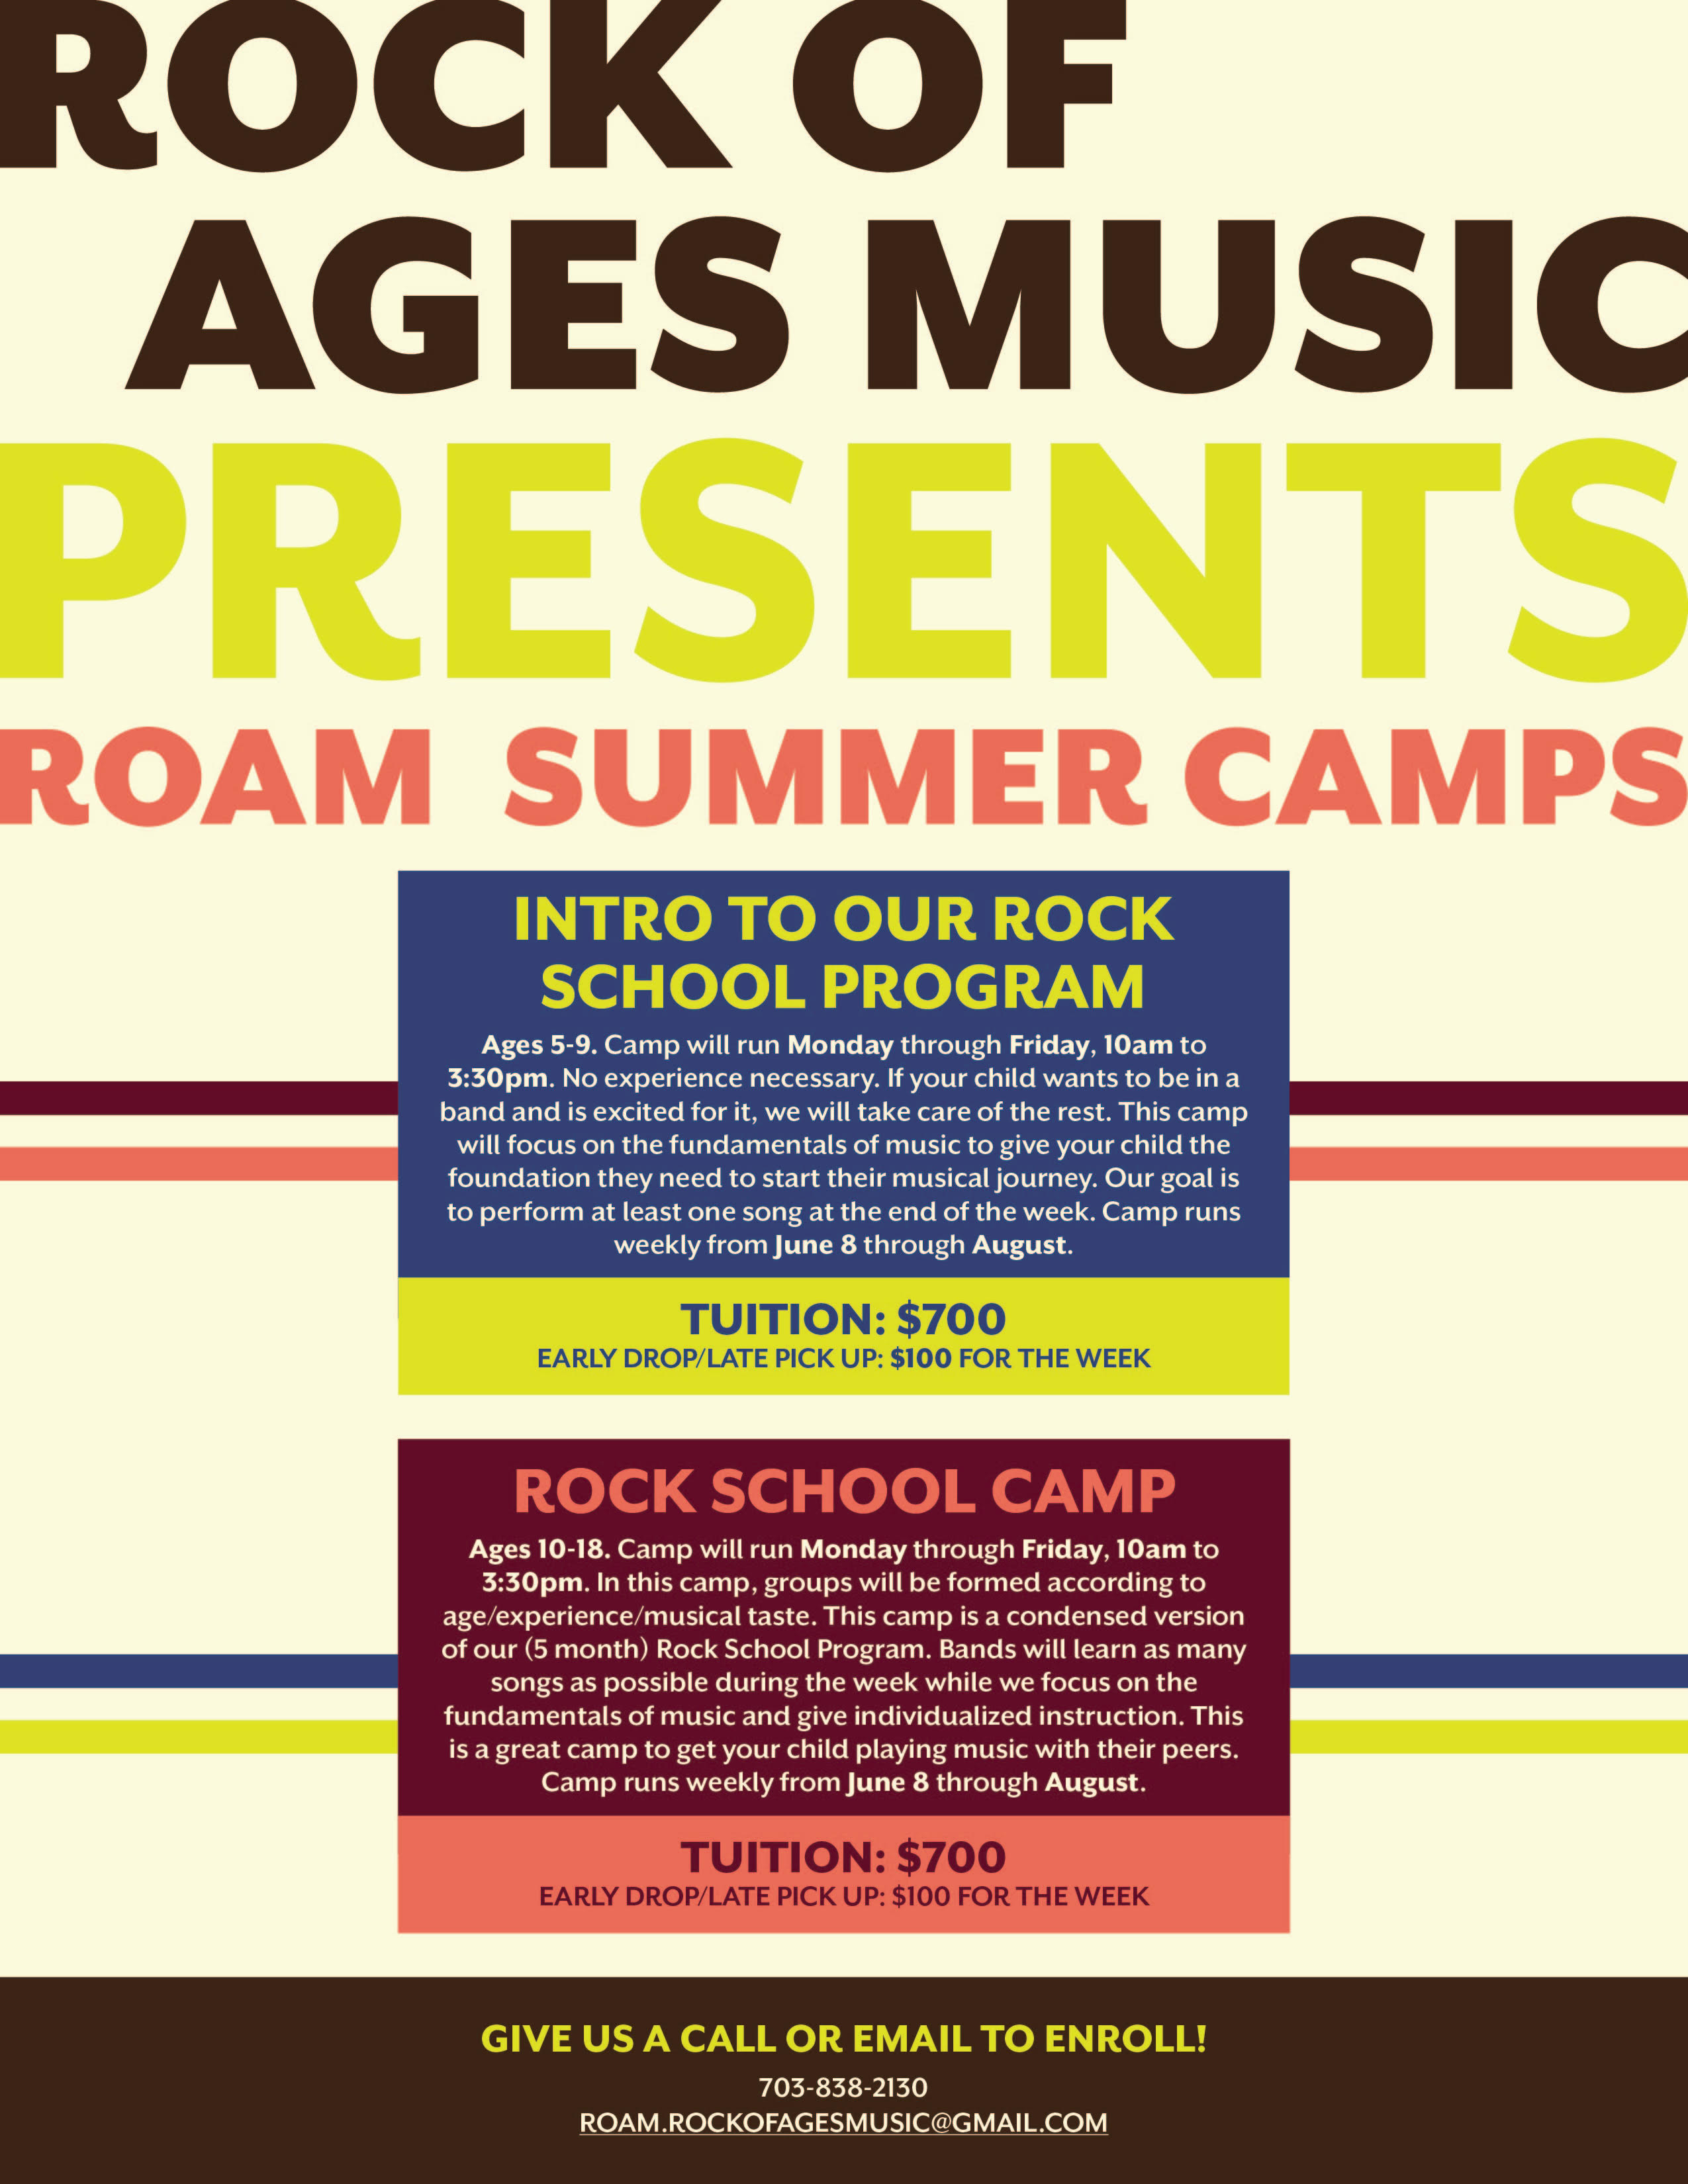 ROCK OF
AGES MUSIC
PRESENTS
ROAM SUMMER CAMPS
INTRO TO OUR ROCK
SCHOOL PROGRAM
Ages 5-9. Camp will run Monday through Friday, 10am to
3:30pm. No experience necessary. If your child wants to be in a
band and is excited for it, we will take care of the rest. This camp
will focus on the fundamentals of music to give your child the
foundation they need to start their musical journey. Our goal is
to perform at least one song at the end of the week. Camp runs
weekly from June 8 through August.
TUITION: $700
EARLY DROP/LATE PICK UP: $100 FOR THE WEEK
ROCK SCHOOL CAMP
Ages 10-18. Camp will run Monday through Friday, 10am to
3:30pm. In this camp, groups will be formed according to
age/experience/musical taste. This camp is a condensed version
of our (5 month) Rock School Program. Bands will learn as many
songs as possible during the week while we focus on the
fundamentals of music and give individualized instruction. This
is a great camp to get your child playing music with their peers.
Camp runs weekly from June 8 through August.
TUITION: $700
EARLY DROP/LATE PICK UP: $100 FOR THE WEEK
GIVE US A CALL OR EMAIL TO ENROLL!
703-838-2130
ROAM.ROCKOFAGESMUSIC@GMAIL.COM